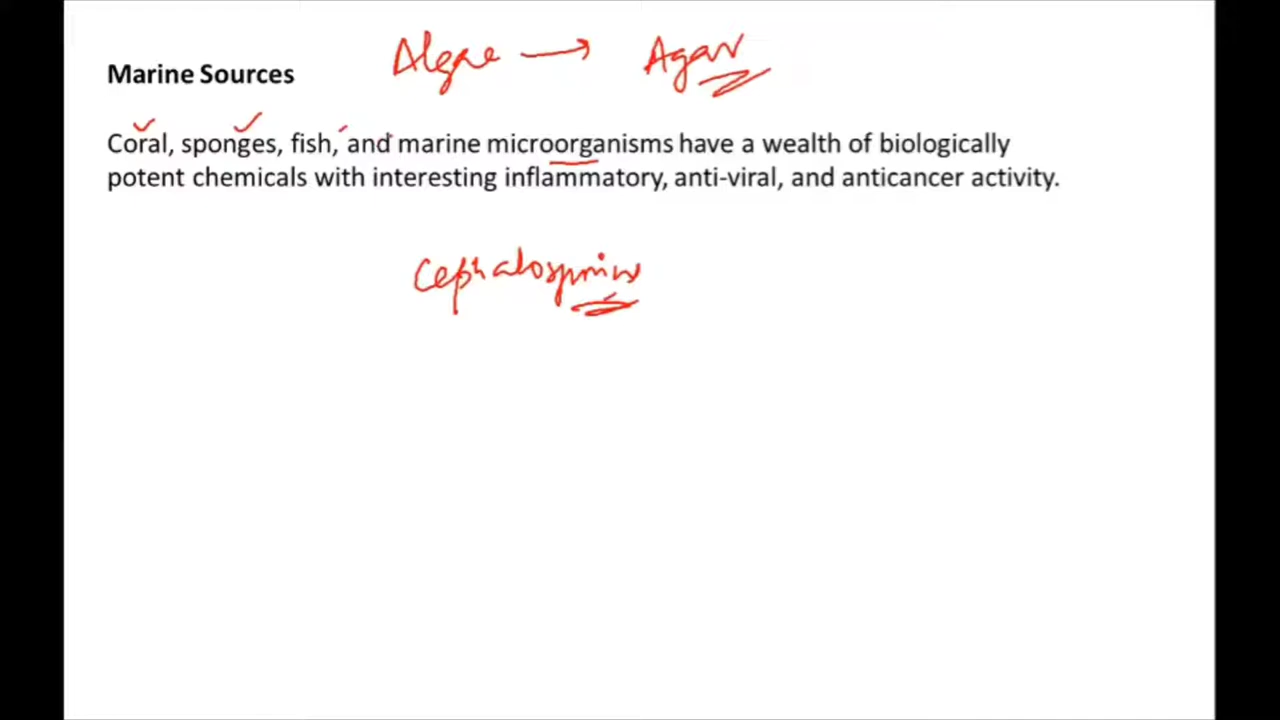 Algae → Agar
Marine Sources
Coral, sponges, fish, and marine microorganisms have a wealth of biologically
potent chemicals with interesting inflammatory, anti-viral, and anticancer activity.
Cephalosporins